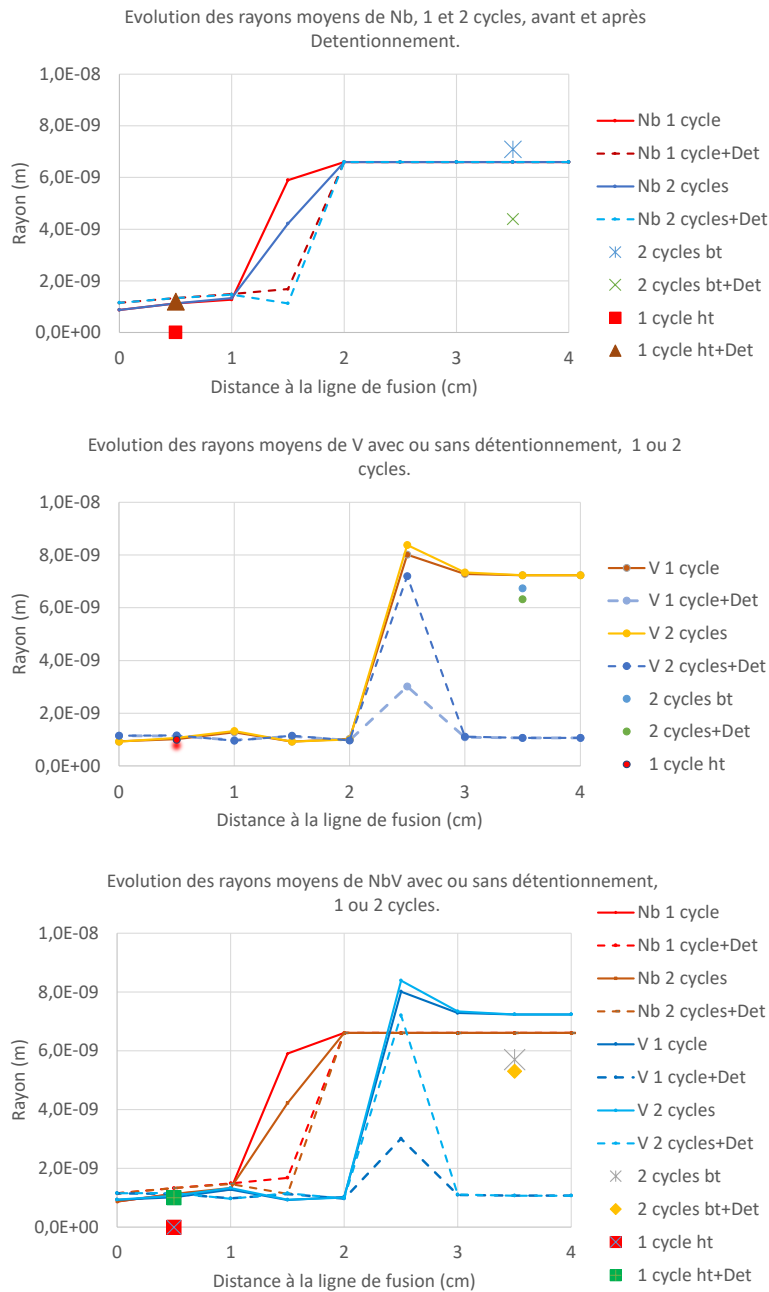 Evolution des rayons moyens de Nb, 1 et 2 cycles, avant et après
Detentionnement.
1,0E-08
8,0E-09
6,0E-09
4,0E-09
2,0E-09
0,0E+00
Rayon (m)
0 1 2 3 4
Distance à la ligne de fusion (cm)
Nb 1 cycle
Nb 1 cycle+Det
Nb 2 cycles
Nb 2 cycles+Det
2 cycles bt
2 cycles bt+Det
1 cycle ht
1 cycle ht+Det
Evolution des rayons moyens de V avec ou sans détentionnement, 1 ou 2
cycles.
1,0E-08
8,0E-09
6,0E-09
4,0E-09
2,0E-09
0,0E+00
Rayon (m)
0 1 2 3 4
Distance à la ligne de fusion (cm)
V 1 cycle
V 1 cycle+Det
V 2 cycles
V 2 cycles+Det
2 cycles bt
2 cycles+Det
1 cycle ht
Evolution des rayons moyens de NbV avec ou sans détentionnement,
1 ou 2 cycles.
1,0E-08
8,0E-09
6,0E-09
4,0E-09
2,0E-09
0,0E+00
Rayon (m)
0 1 2 3 4
Distance à la ligne de fusion (cm)
Nb 1 cycle
Nb 1 cycle+Det
Nb 2 cycles
Nb 2 cycles+Det
V 1 cycle
V 1 cycle+Det
V 2 cycles
V 2 cycles+Det
2 cycles bt
2 cycles bt+Det
1 cycle ht
1 cycle ht+Det